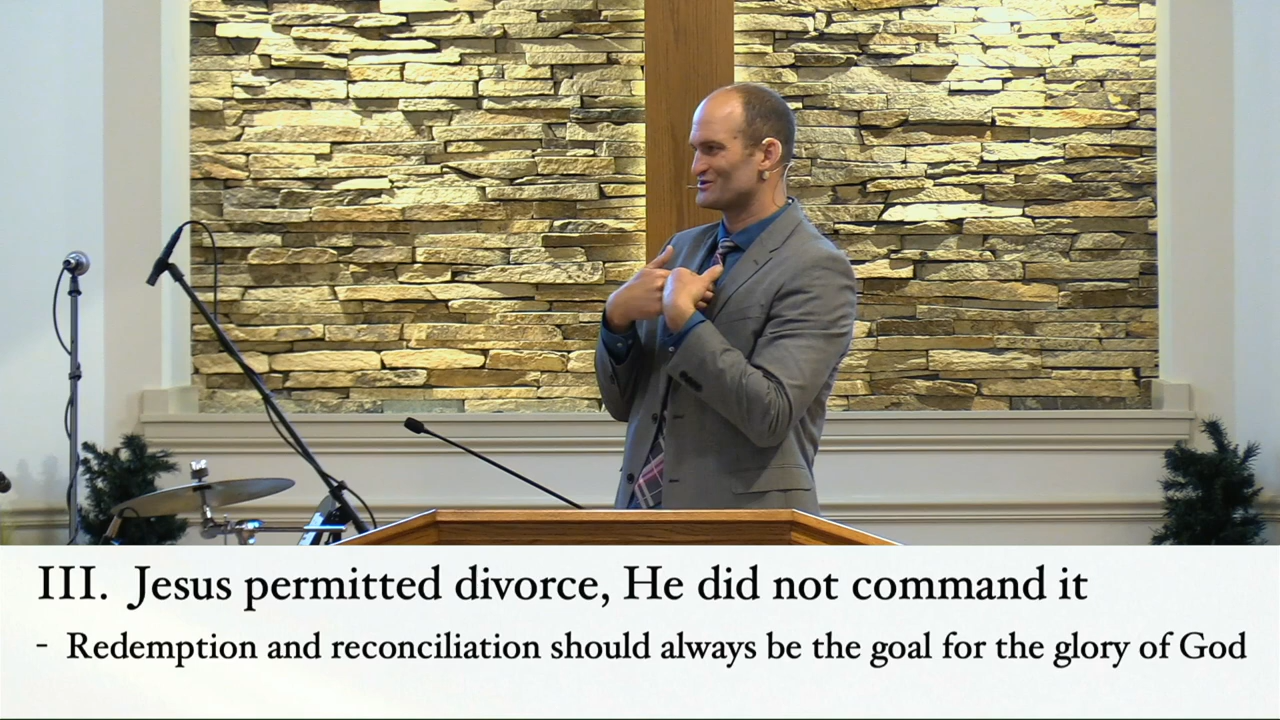 III. Jesus permitted divorce, He did not command it
- Redemption and reconciliation should always be the goal for the glory of God